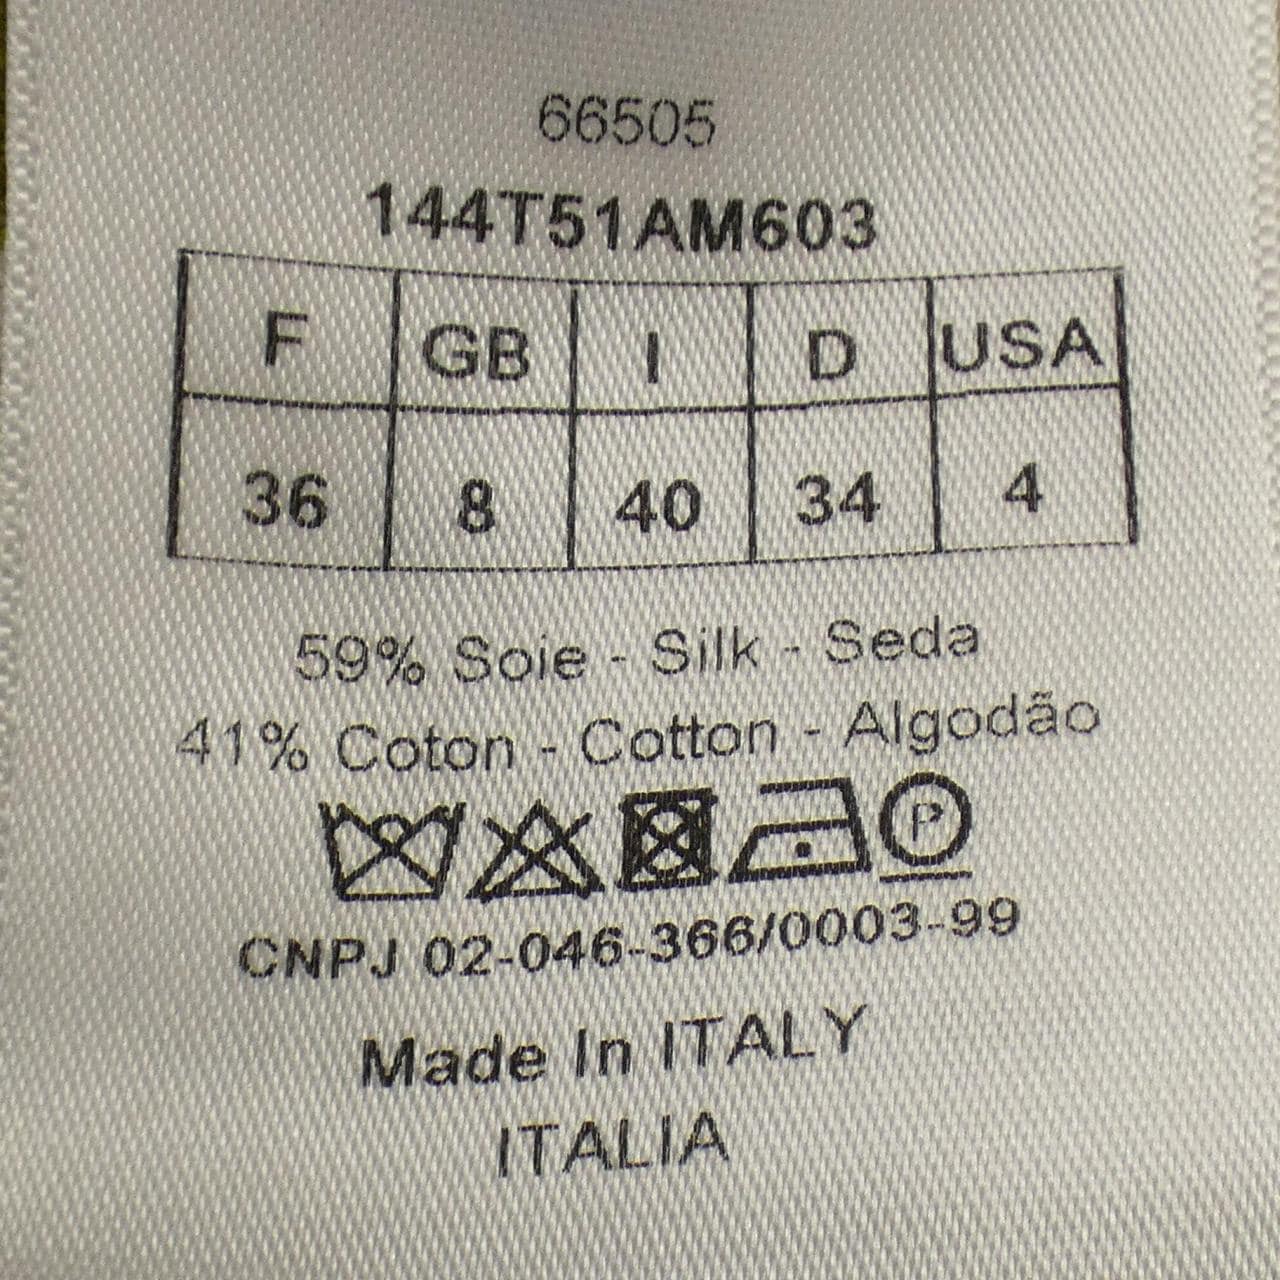 66505
144T51AM603
F GB I D USA
36 8 40 34 4
59% Soie - Silk - Seda
41% Coton - Cotton - Algodão
P
CNPJ 02-046-366/0003-99
Made In ITALY
ITALIA